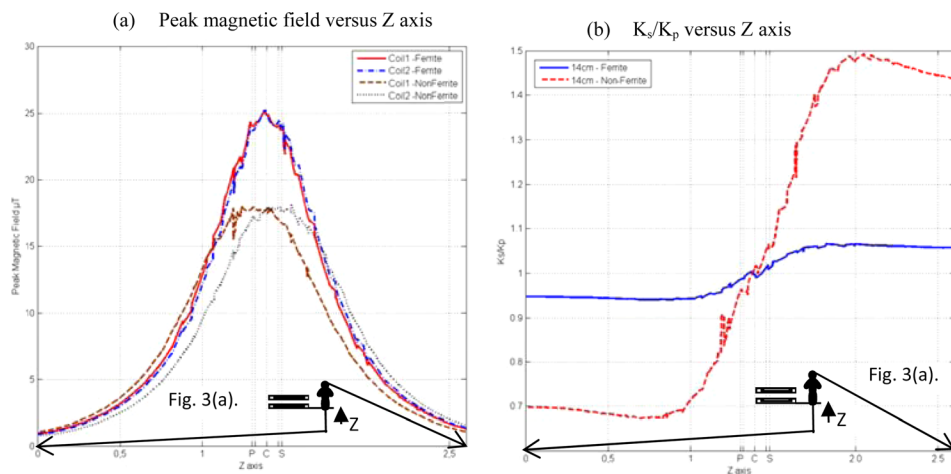 (a) Peak magnetic field versus Z axis
30
25
20
15
10
5
0
Peak Magnetic Field µT
Coil1-Ferrite
Coil2-Ferrite
Coil1-NonFerrite
Coil2-NonFerrite
Fig. 3(a).
Z
0
0,5
1
P
C
S
2
2,5
Z axis
(b) Ks/Kp versus Z axis
1.5
1.4
1.3
1.2
1.1
1
0.9
0.8
0.7
Ks/Kp
14cm - Ferrite
14cm - Non-Ferrite
Fig. 3(a).
Z
0
0.5
1
P
C
S
2 0
2.5
Z axis